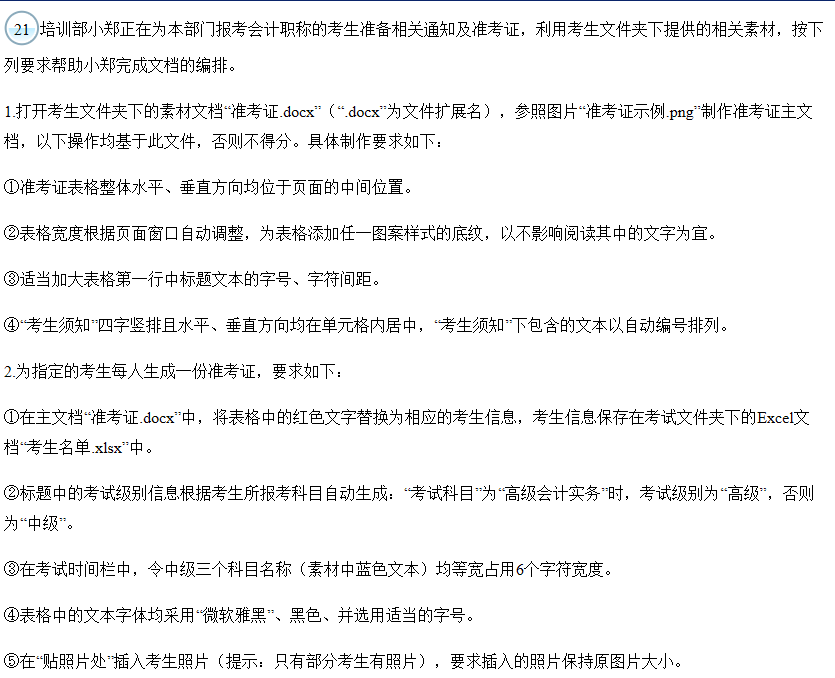 21 培训部小郑正在为本部门报考会计职称的考生准备相关通知及准考证，利用考生文件夹下提供的相关素材，按下
列要求帮助小郑完成文档的编排。
1.打开考生文件夹下的素材文档“准考证.docx”（“.docx”为文件扩展名），参照图片“准考证示例.png”制作准考证主文
档，以下操作均基于此文件，否则不得分。具体制作要求如下：
①准考证表格整体水平、垂直方向均位于页面的中间位置。
②表格宽度根据页面窗口自动调整，为表格添加任一图案样式的底纹，以不影响阅读其中的文字为宜。
③适当加大表格第一行中标题文本的字号、字符间距。
④“考生须知”四字竖排且水平、垂直方向均在单元格内居中，“考生须知”下包含的文本以自动编号排列。
2.为指定的考生每人生成一份准考证，要求如下：
①在主文档“准考证.docx”中，将表格中的红色文字替换为相应的考生信息，考生信息保存在考试文件夹下的Excel文
档“考生名单.xlsx”中。
②标题中的考试级别信息根据考生所报考科目自动生成：“考试科目”为“高级会计实务”时，考试级别为“高级”，否则
为“中级”。
③在考试时间栏中，令中级三个科目名称（素材中蓝色文本）均等宽占用6个字符宽度。
④表格中的文本字体均采用“微软雅黑”、黑色、并选用适当的字号。
⑤在“贴照片处”插入考生照片（提示：只有部分考生有照片），要求插入的照片保持原图片大小。